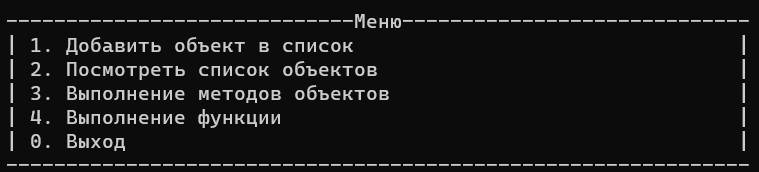 -----------------------------Меню-----------------------------
| 1. Добавить объект в список |
| 2. Посмотреть список объектов |
| 3. Выполнение методов объектов |
| 4. Выполнение функции |
| 0. Выход |
--------------------------------------------------------------